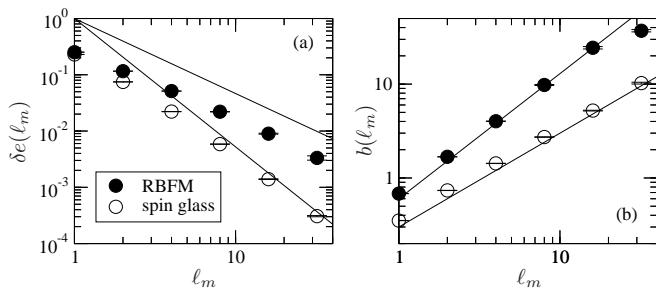 10^0
10^-1
10^-2
10^-3
10^-4
δe(ℓ_m)
(a)
RBFM
spin glass
1
10
ℓ_m
10
1
b(ℓ_m)
(b)
1
10
ℓ_m